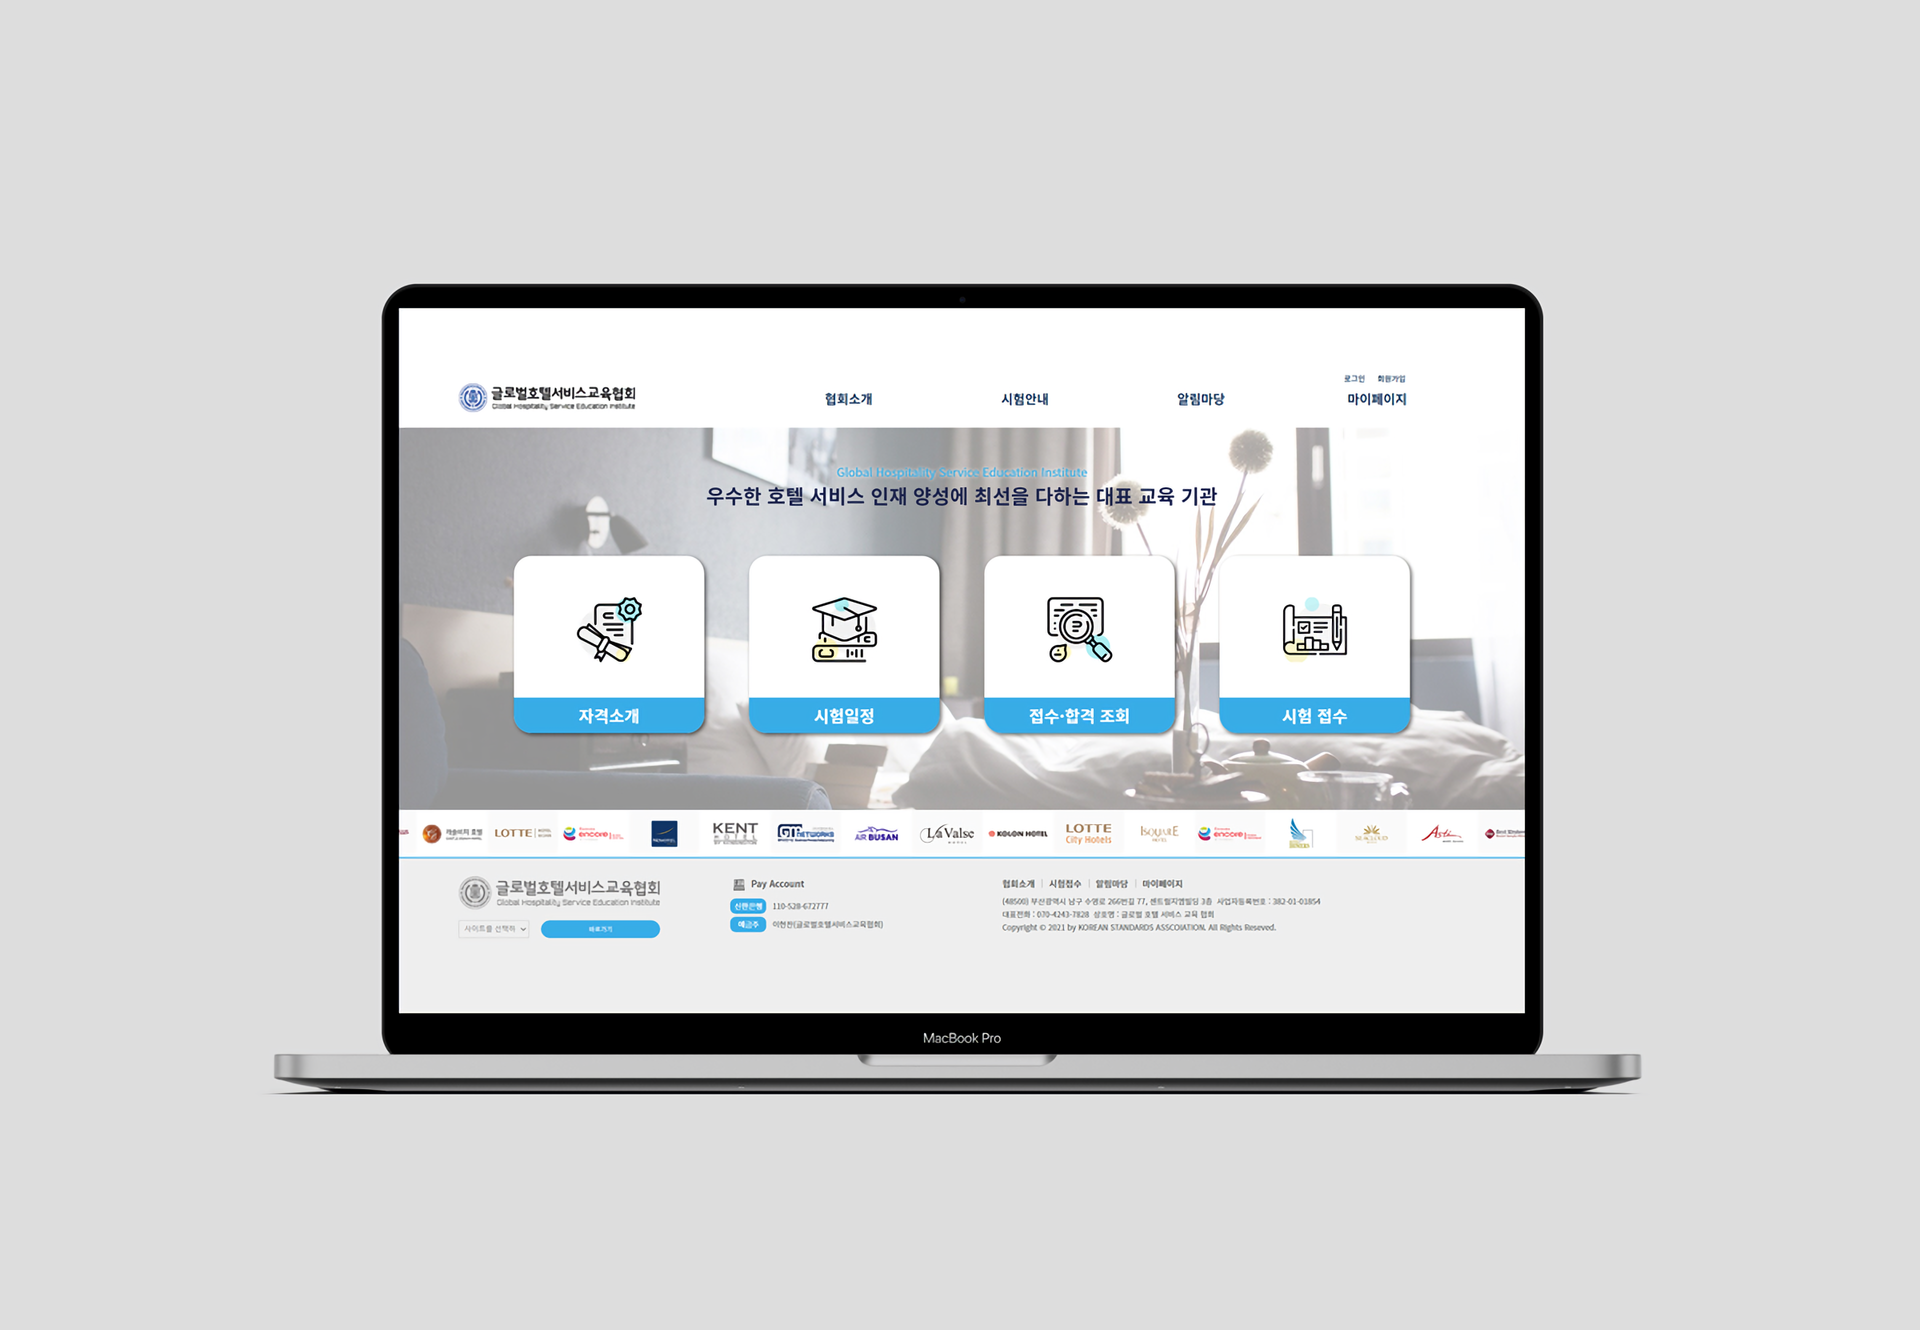 로그인 회원가입
글로벌호텔서비스교육협회
Global Hospitality Service Education Institute
협회소개 시험안내 알림마당 마이페이지
Global Hospitality Service Education Institute
우수한 호텔 서비스 인재 양성에 최선을 다하는 대표 교육 기관
자격소개 시험일정 접수·합격 조회 시험 접수
LOTTE encore NOVOTEL KENT HOTEL NETWORKS AIR BUSAN La Valse HOTEL KOLON HOTEL LOTTE City Hotels ISQUARE HOTEL encore SEACLOUD Asti
글로벌호텔서비스교육협회
Global Hospitality Service Education Institute
사이트를 선택하
바로가기
Pay Account
신한은행 110-528-672777
예금주 이현찬(글로벌호텔서비스교육협회)
협회소개 | 시험접수 | 알림마당 | 마이페이지
(48500) 부산광역시 남구 수영로 266번길 77, 센트럴지엠빌딩 3층 사업자등록번호 : 382-01-01854
대표전화 : 070-4243-7828 상호명 : 글로벌 호텔 서비스 교육 협회
Copyright © 2021 by KOREAN STANDARDS ASSCOIATION. All Rights Reseved.
MacBook Pro